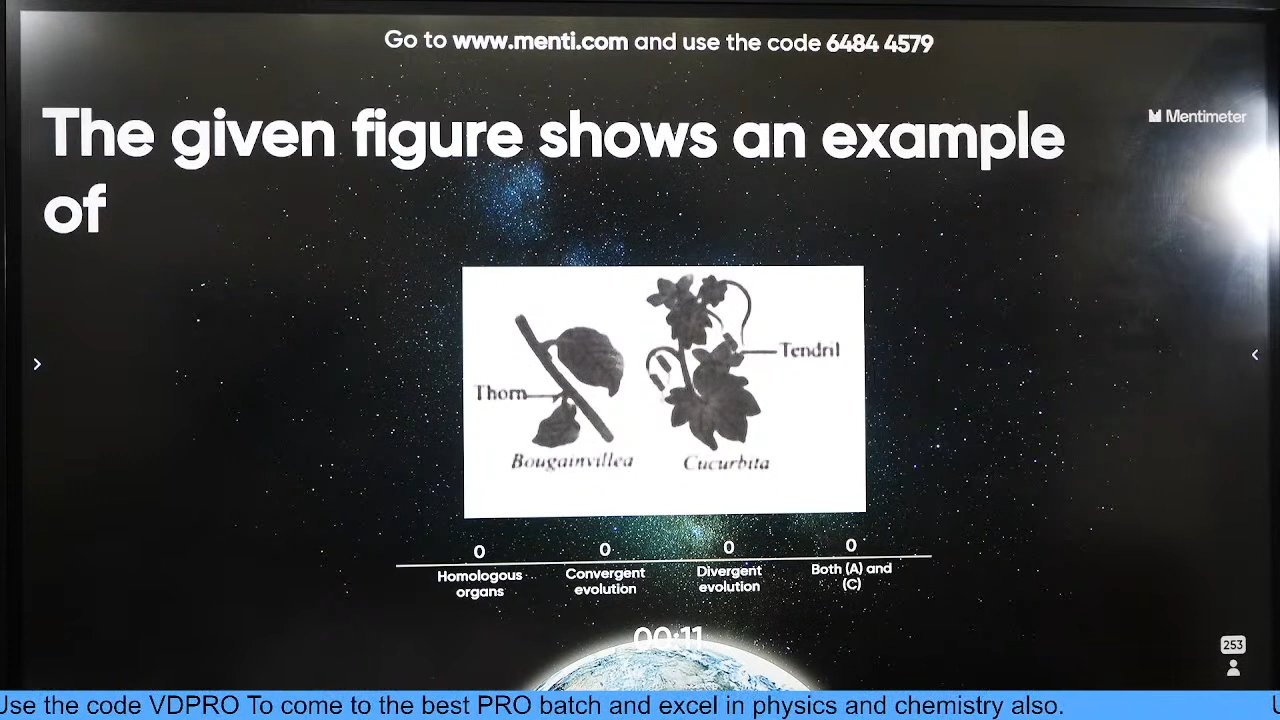 Go to www.menti.com and use the code 6484 4579
Mentimeter
The given figure shows an example
of
Tendril
Thorn
Bougainvillea
Cucurbita
0
0
0
0
Homologous
organs
Convergent
evolution
Divergent
evolution
Both (A) and
(C)
00:11
253
Use the code VDPRO To come to the best PRO batch and excel in physics and chemistry also.